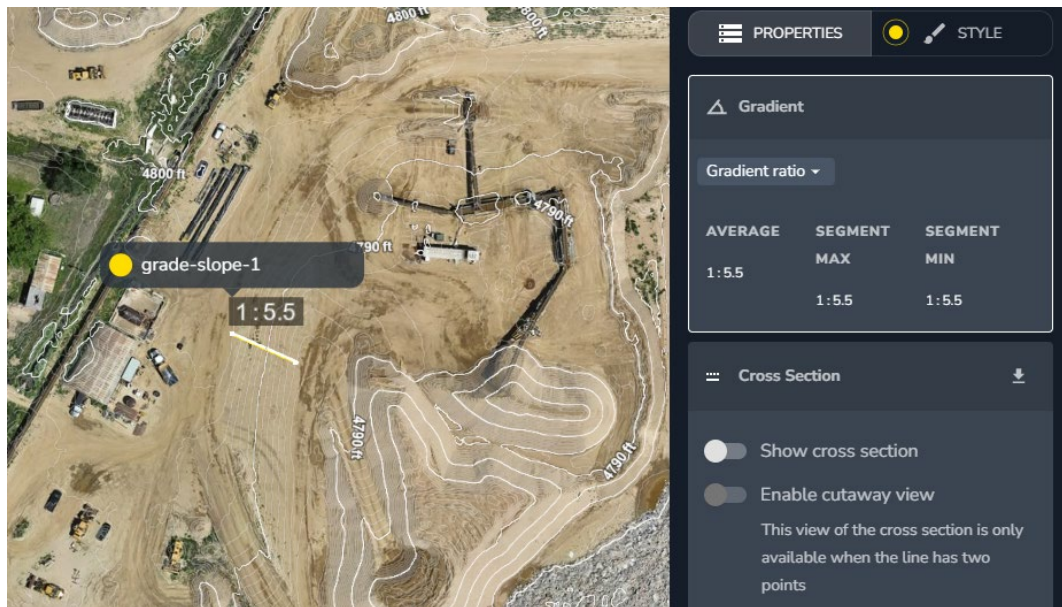 4800 ft
4800 ft
4800 ft
4790 ft
4790 ft
grade-slope-1
1 : 5.5
4790 ft
4790 ft
PROPERTIES
STYLE
Gradient
Gradient ratio
AVERAGE
SEGMENT MAX
SEGMENT MIN
1 : 5.5
1 : 5.5
1 : 5.5
Cross Section
Show cross section
Enable cutaway view
This view of the cross section is only
available when the line has two
points